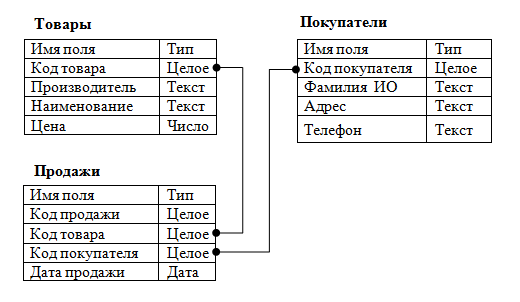 Товары
Имя поля Тип
Код товара Целое
Производитель Текст
Наименование Текст
Цена Число
Покупатели
Имя поля Тип
Код покупателя Целое
Фамилия ИО Текст
Адрес Текст
Телефон Текст
Продажи
Имя поля Тип
Код продажи Целое
Код товара Целое
Код покупателя Целое
Дата продажи Дата